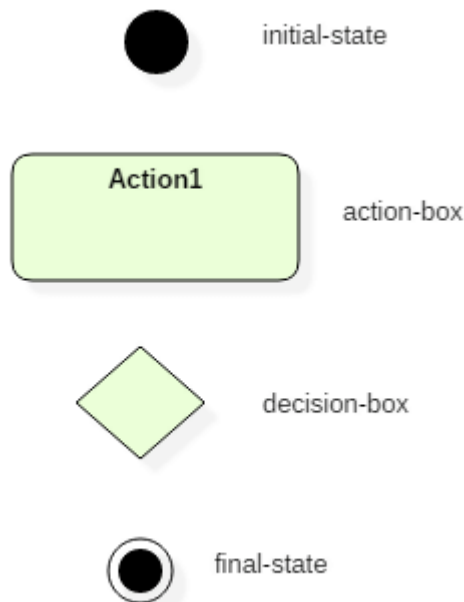 initial-state
Action1
action-box
decision-box
final-state